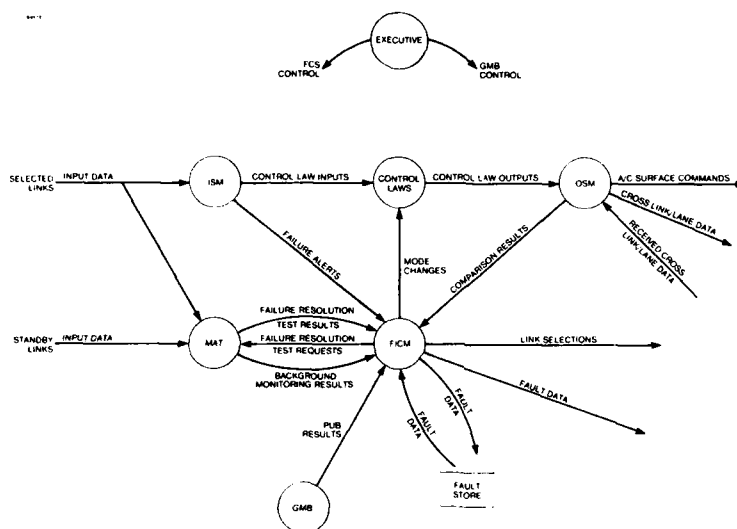 EXECUTIVE
FCS
CONTROL
GMB
CONTROL
SELECTED
LINKS
INPUT DATA
ISM
CONTROL LAW INPUTS
CONTROL
LAWS
CONTROL LAW OUTPUTS
OSM
A/C SURFACE COMMANDS
CROSS LINK/LANE DATA
RECEIVED CROSS
LINK/LANE DATA
FAILURE ALERTS
MODE
CHANGES
COMPARISON RESULTS
STANDBY
LINKS
INPUT DATA
MAT
FAILURE RESOLUTION
TEST RESULTS
FAILURE RESOLUTION
TEST REQUESTS
BACKGROUND
MONITORING RESULTS
FICM
LINK SELECTIONS
FAULT DATA
FAULT
DATA
FAULT
DATA
PUB
RESULTS
GMB
FAULT
STORE